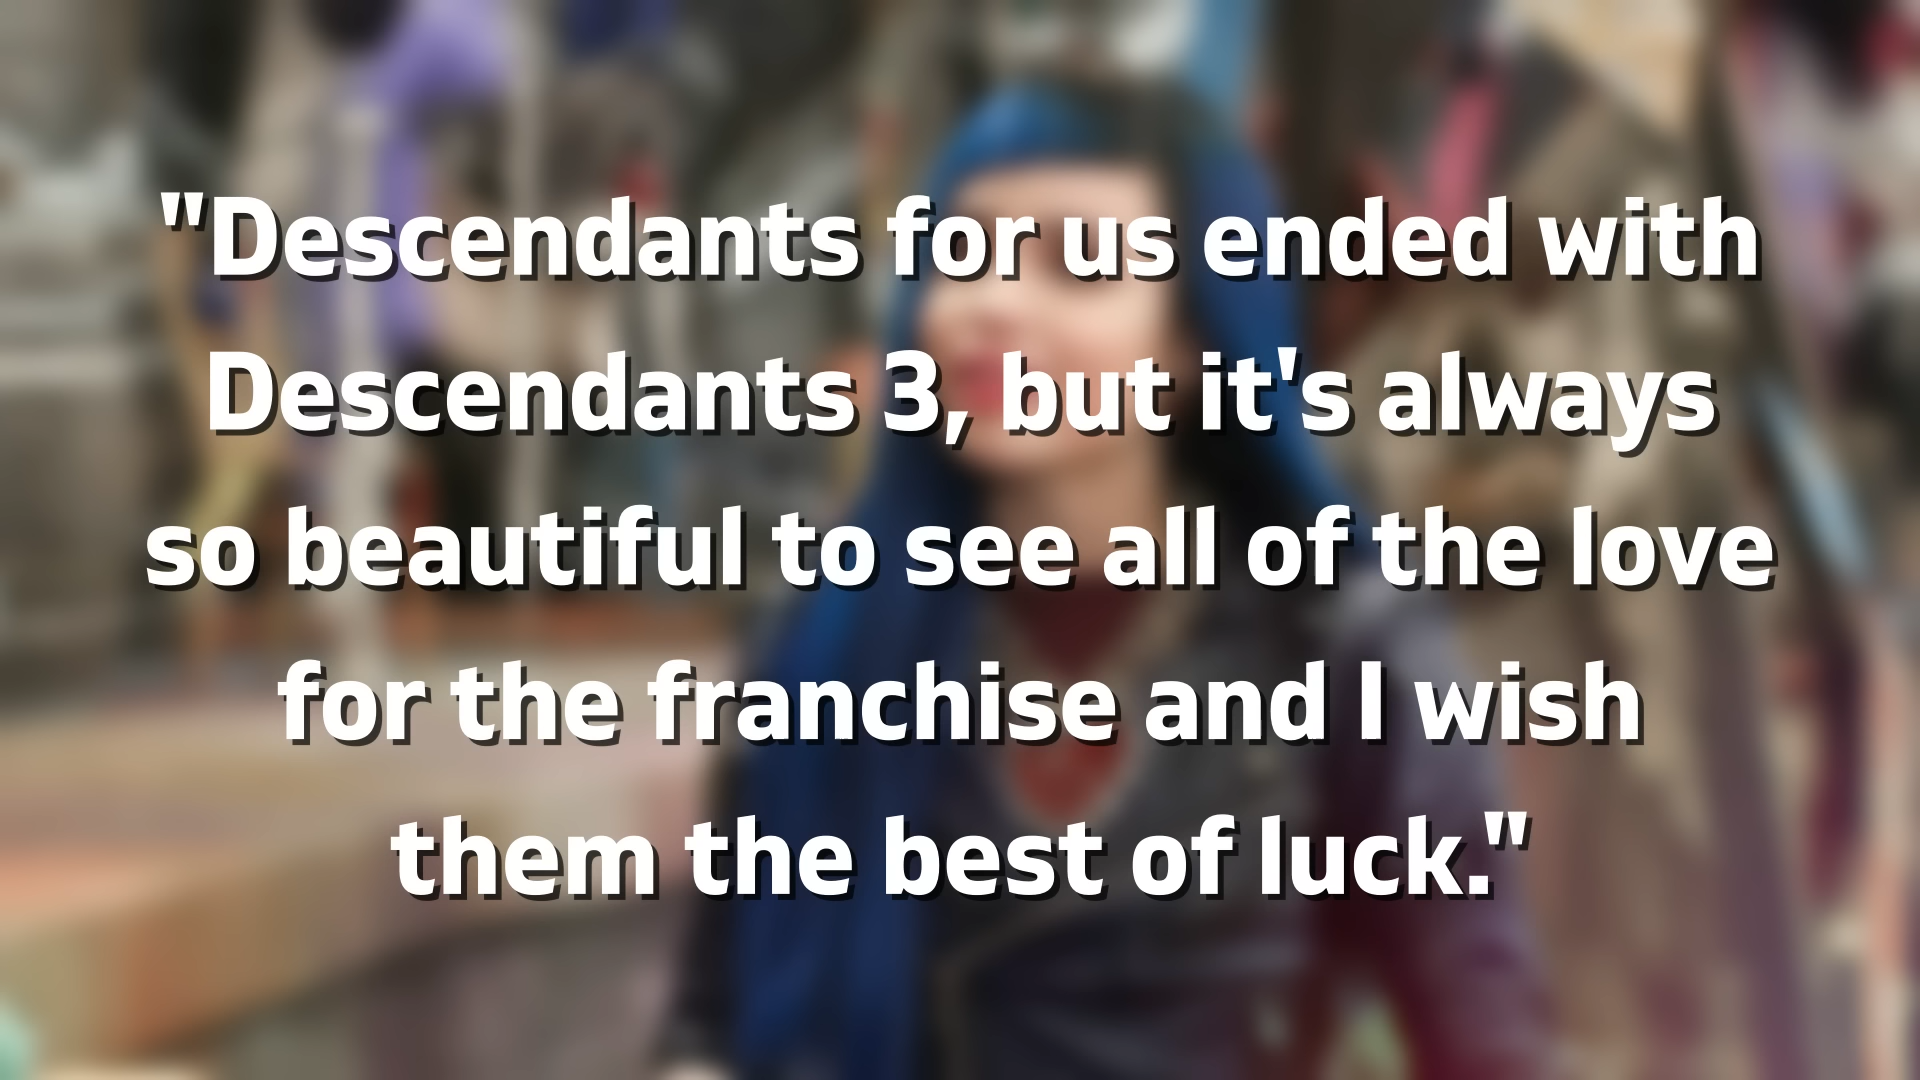 "Descendants for us ended with
Descendants 3, but it's always
so beautiful to see all of the love
for the franchise and I wish
them the best of luck."